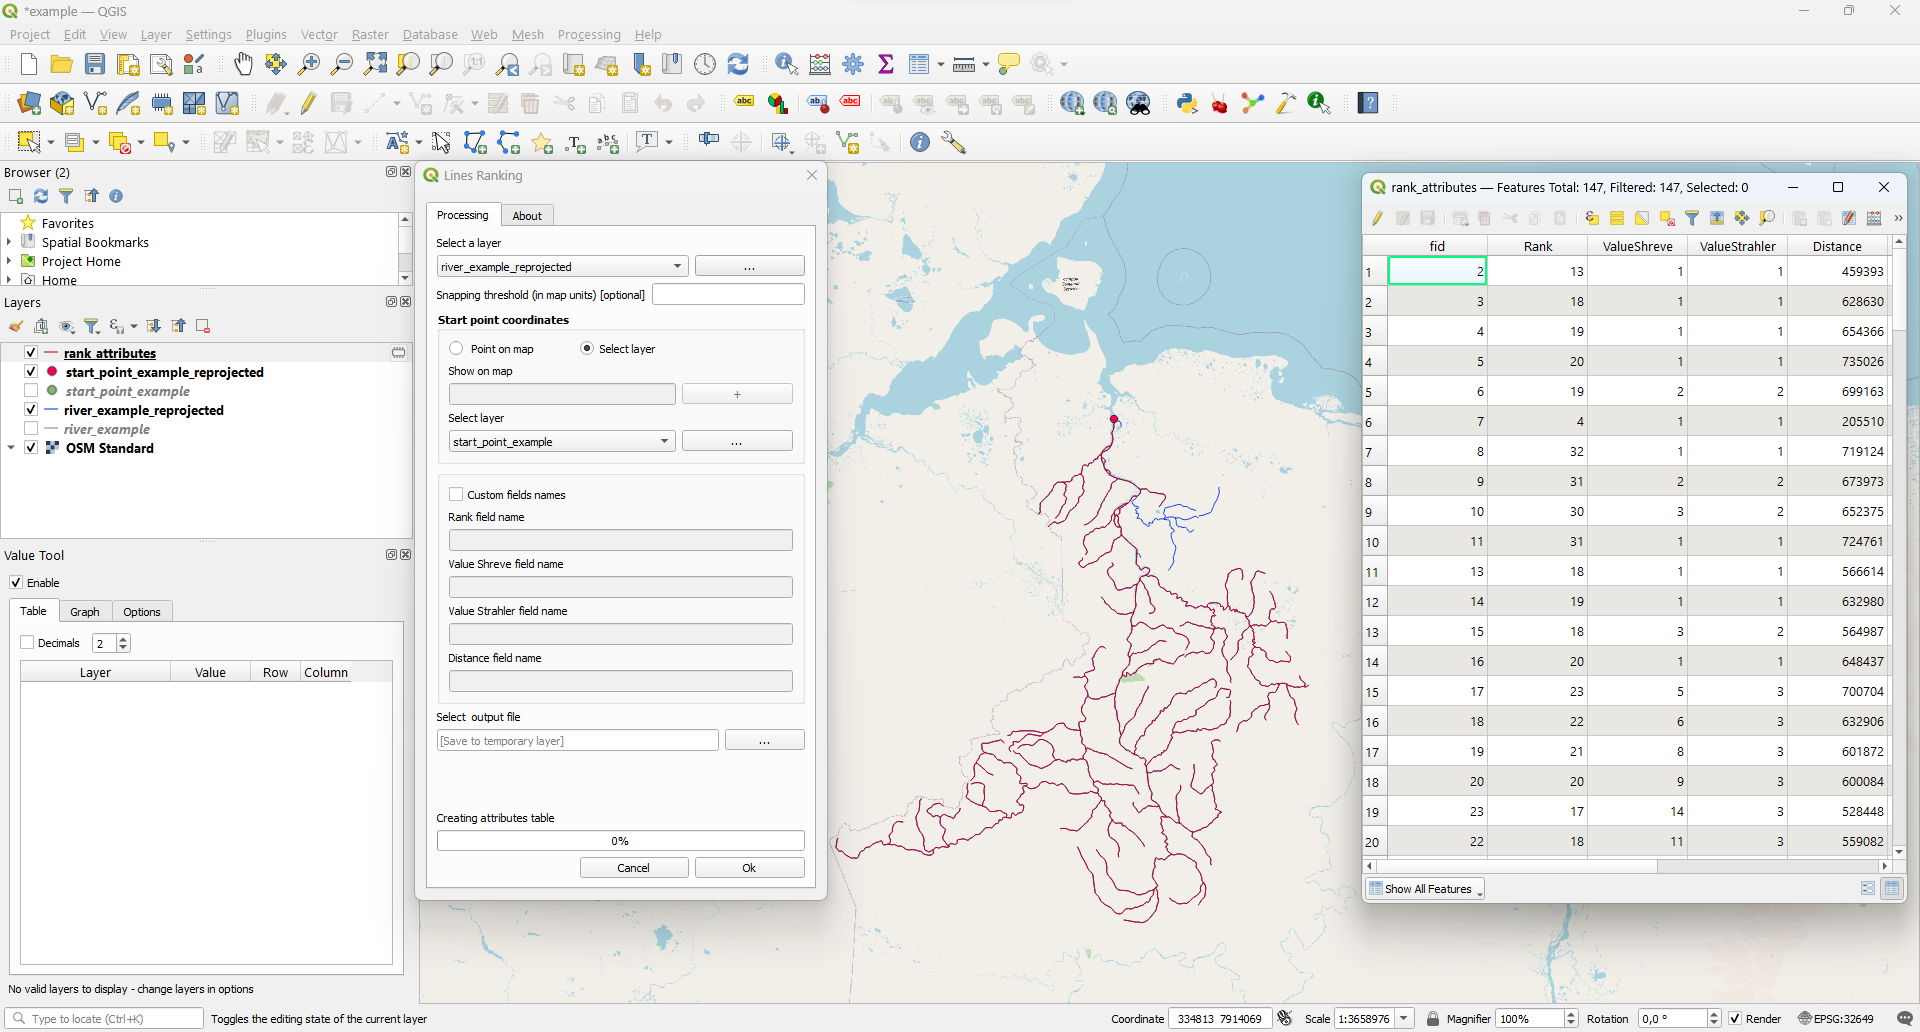 *example — QGIS
Project Edit View Layer Settings Plugins Vector Raster Database Web Mesh Processing Help
Browser (2)
Favorites
Spatial Bookmarks
Project Home
Home
Layers
rank attributes
start_point_example_reprojected
start_point_example
river_example_reprojected
river_example
OSM Standard
Value Tool
Enable
Table Graph Options
Decimals 2
Layer Value Row Column
No valid layers to display - change layers in options
Lines Ranking
Processing About
Select a layer
river_example_reprojected ...
Snapping threshold (in map units) [optional]
Start point coordinates
Point on map Select layer
Show on map
+
Select layer
start_point_example ...
Custom fields names
Rank field name
Value Shreve field name
Value Strahler field name
Distance field name
Select output file
[Save to temporary layer] ...
Creating attributes table
0%
Cancel Ok
rank_attributes — Features Total: 147, Filtered: 147, Selected: 0
fid Rank ValueShreve ValueStrahler Distance
1 2 13 1 1 459393
2 3 18 1 1 628630
3 4 19 1 1 654366
4 5 20 1 1 735026
5 6 19 2 2 699163
6 7 4 1 1 205510
7 8 32 1 1 719124
8 9 31 2 2 673973
9 10 30 3 2 652375
10 11 31 1 1 724761
11 13 18 1 1 566614
12 14 19 1 1 632980
13 15 18 3 2 564987
14 16 20 1 1 648437
15 17 23 5 3 700704
16 18 22 6 3 632906
17 19 21 8 3 601872
18 20 20 9 3 600084
19 23 17 14 3 528448
20 22 18 11 3 559082
Show All Features
Type to locate (Ctrl+K) Toggles the editing state of the current layer Coordinate 334813 7914069 Scale 1:3658976 Magnifier 100% Rotation 0,0 ° Render EPSG:32649